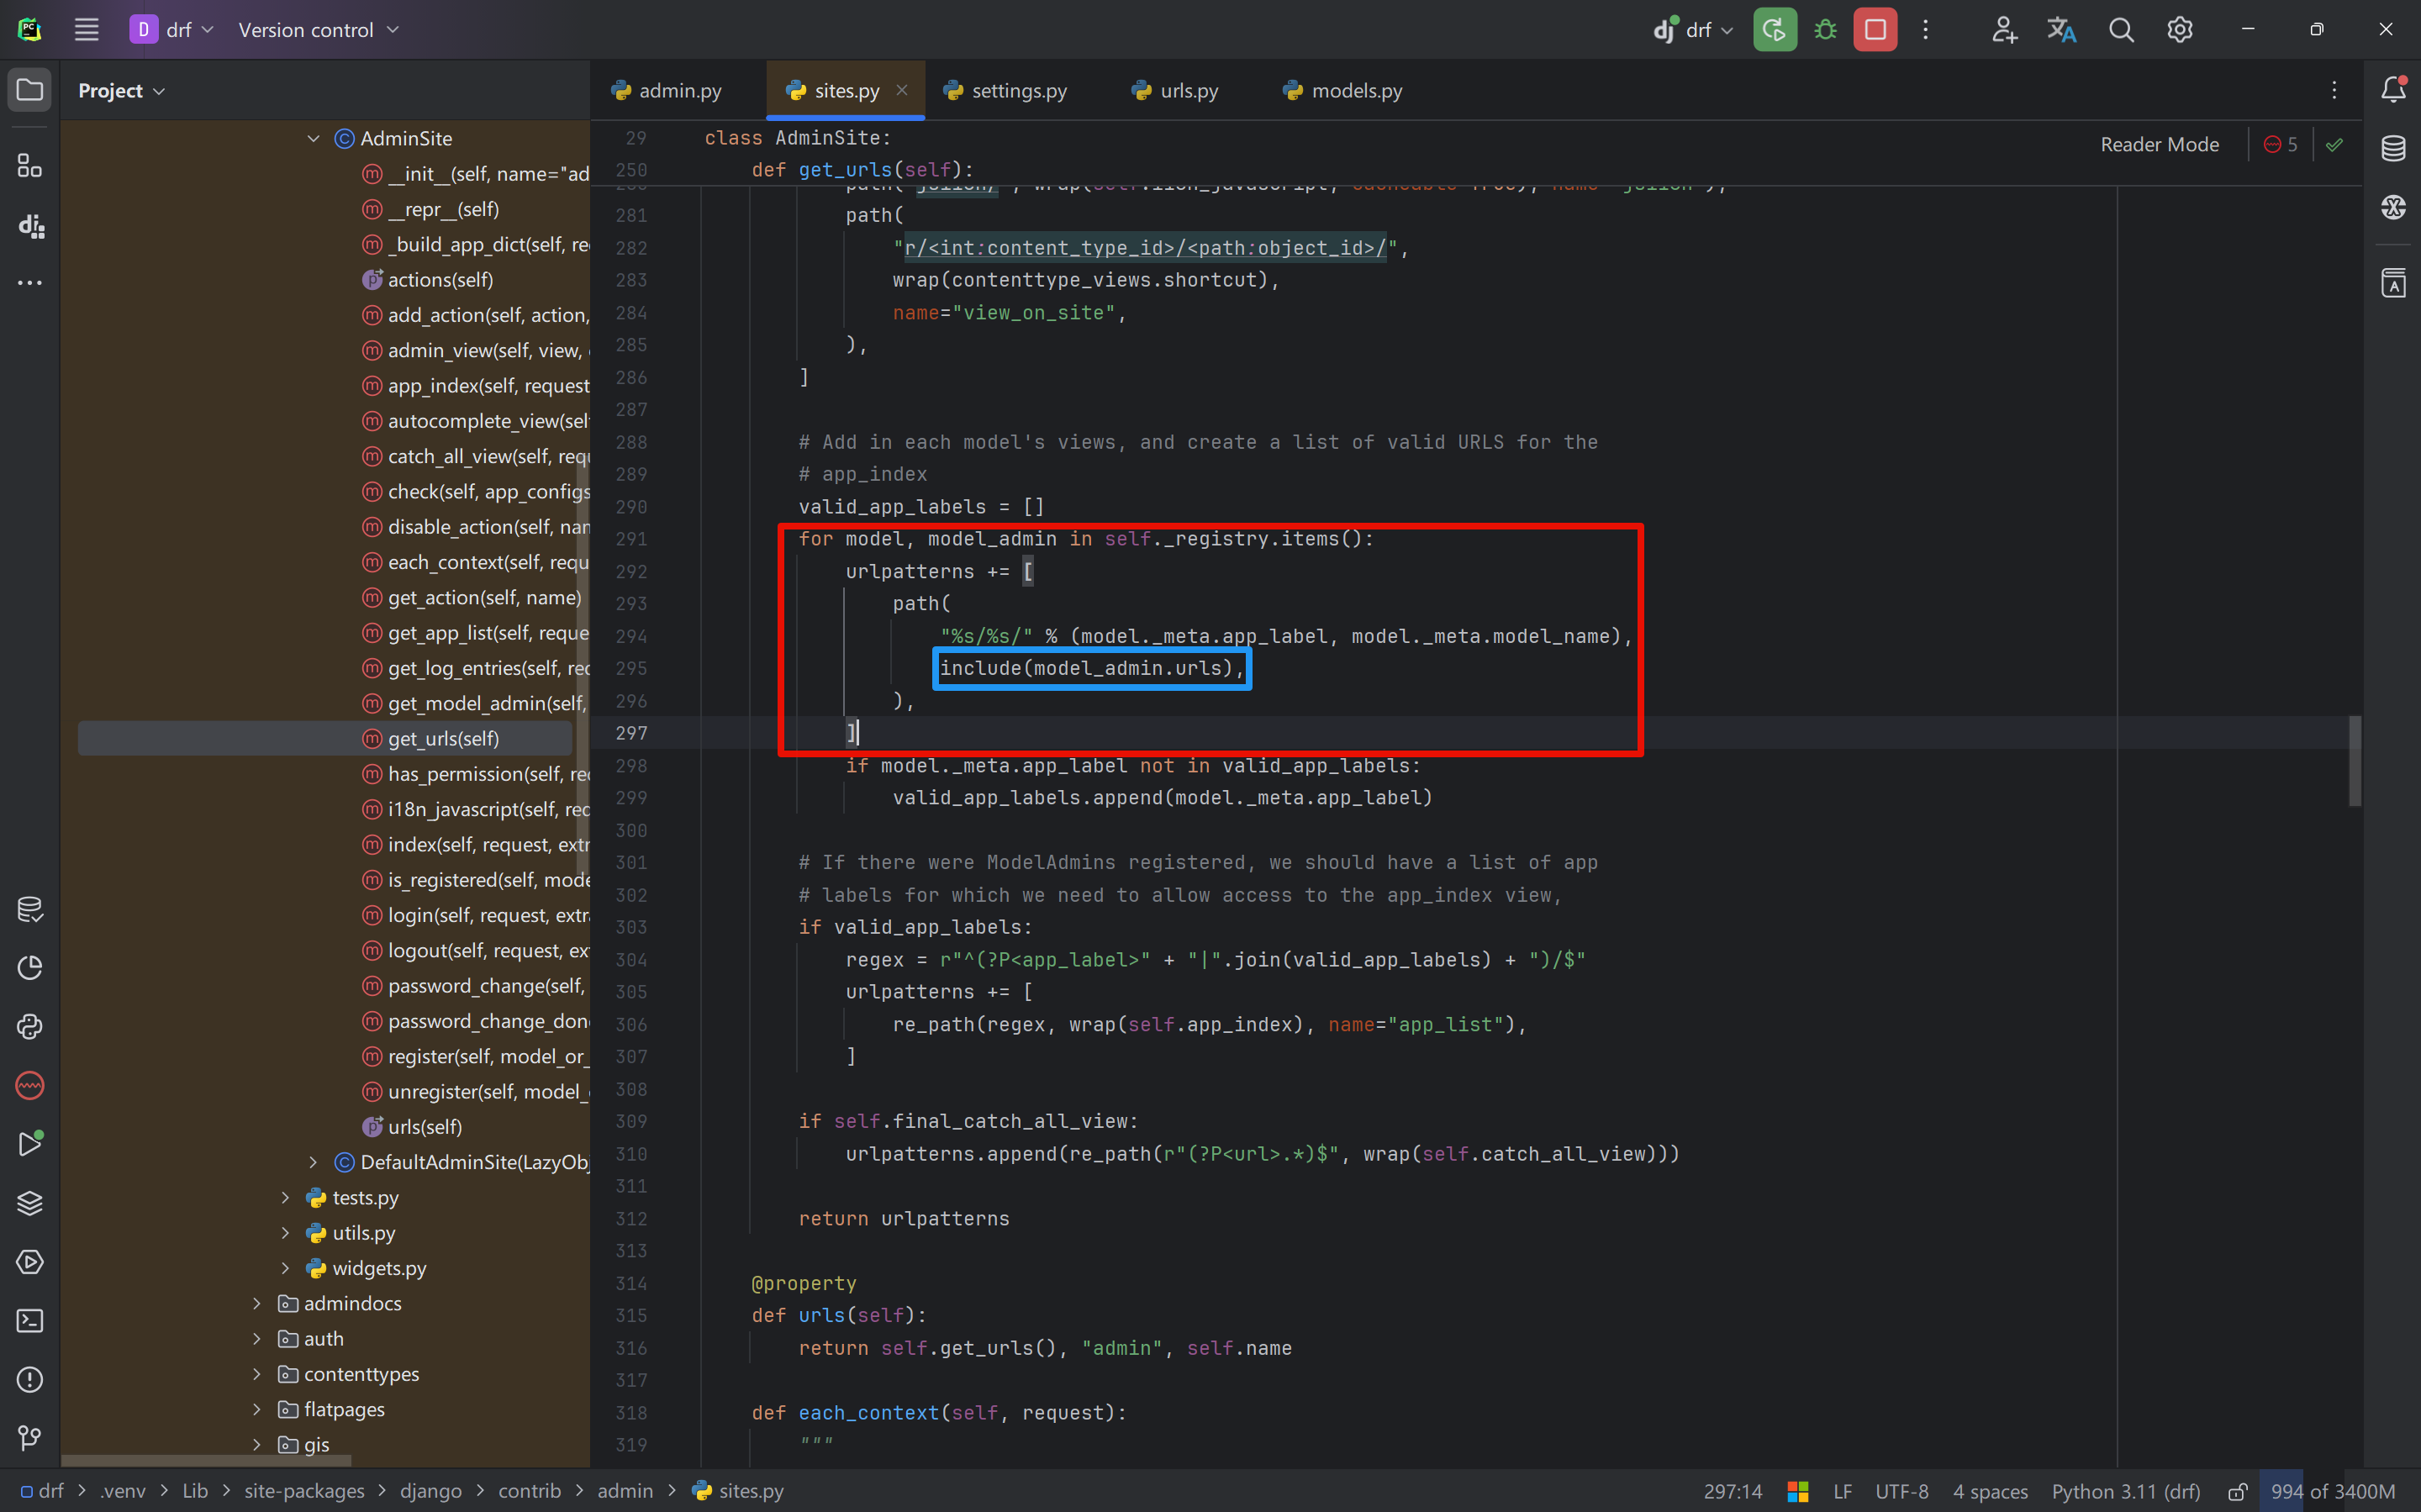 D drf Version control
dj drf
Project
admin.py sites.py settings.py urls.py models.py
Reader Mode 5
AdminSite
__init__(self, name="ad
__repr__(self)
_build_app_dict(self, re
actions(self)
add_action(self, action,
admin_view(self, view,
app_index(self, request
autocomplete_view(sel
catch_all_view(self, requ
check(self, app_configs
disable_action(self, nam
each_context(self, requ
get_action(self, name)
get_app_list(self, reque
get_log_entries(self, rec
get_model_admin(self,
get_urls(self)
has_permission(self, re
i18n_javascript(self, rec
index(self, request, extr
is_registered(self, mode
login(self, request, extra
logout(self, request, ex
password_change(self,
password_change_don
register(self, model_or_
unregister(self, model_
urls(self)
DefaultAdminSite(LazyObj
tests.py
utils.py
widgets.py
admindocs
auth
contenttypes
flatpages
gis
29 class AdminSite:
250 def get_urls(self):
281 path(
282 "r/<int:content_type_id>/<path:object_id>/",
283 wrap(contenttype_views.shortcut),
284 name="view_on_site",
285 ),
286 ]
287
288 # Add in each model's views, and create a list of valid URLS for the
289 # app_index
290 valid_app_labels = []
291 for model, model_admin in self._registry.items():
292 urlpatterns += [
293 path(
294 "%s/%s/" % (model._meta.app_label, model._meta.model_name),
295 include(model_admin.urls),
296 ),
297 ]
298 if model._meta.app_label not in valid_app_labels:
299 valid_app_labels.append(model._meta.app_label)
300
301 # If there were ModelAdmins registered, we should have a list of app
302 # labels for which we need to allow access to the app_index view,
303 if valid_app_labels:
304 regex = r"^(?P<app_label>" + "|".join(valid_app_labels) + ")/$"
305 urlpatterns += [
306 re_path(regex, wrap(self.app_index), name="app_list"),
307 ]
308
309 if self.final_catch_all_view:
310 urlpatterns.append(re_path(r"(?P<url>.*)$", wrap(self.catch_all_view)))
311
312 return urlpatterns
313
314 @property
315 def urls(self):
316 return self.get_urls(), "admin", self.name
317
318 def each_context(self, request):
319 """
drf > .venv > Lib > site-packages > django > contrib > admin > sites.py
297:14 LF UTF-8 4 spaces Python 3.11 (drf) 994 of 3400M